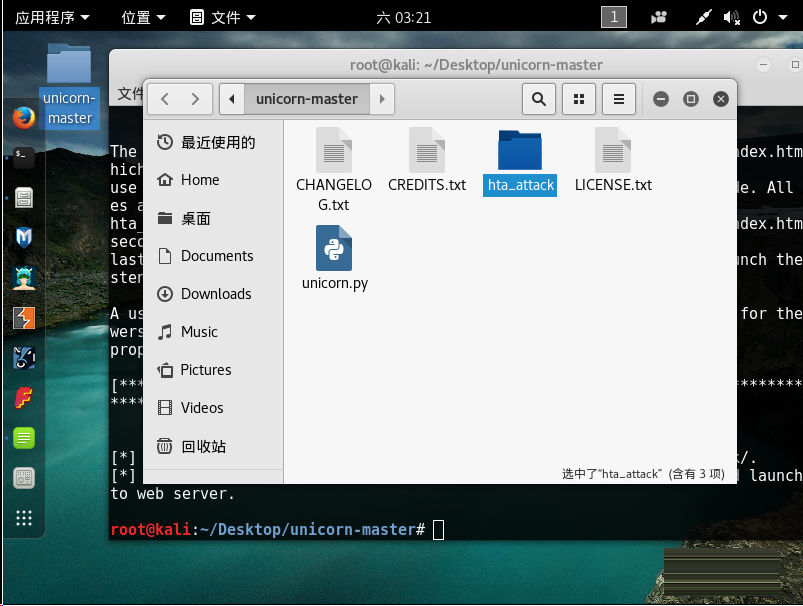 应用程序 位置 文件 六 03:21 1
root@kali: ~/Desktop/unicorn-master
unicorn-
master
文件
unicorn-master
最近使用的
Home
桌面
Documents
Downloads
Music
Pictures
Videos
回收站
CHANGELO
G.txt
CREDITS.txt
hta_attack
LICENSE.txt
unicorn.py
选中了“hta_attack” (含有 3 项)
The ndex.htm
hich
use de. All
es a
hta_ ndex.htm
seco
last unch the
sten
A us for the
wers
prop
[*** ***********
****
[*] k/.
[*] launch
to web server.
root@kali:~/Desktop/unicorn-master#